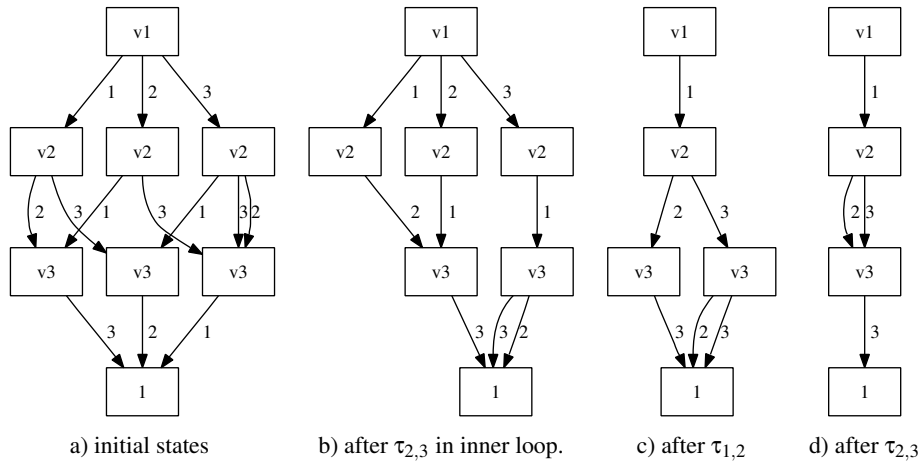 v1 v1 v1 v1
1 2 3 1 2 3 1 1
v2 v2 v2 v2 v2 v2 v2 v2
2 3 1 3 1 3 2 2 1 1 2 3 2 3
v3 v3 v3 v3 v3 v3 v3 v3
3 2 1 3 3 2 3 2 3 3
1 1 1 1
a) initial states b) after τ2,3 in inner loop. c) after τ1,2 d) after τ2,3